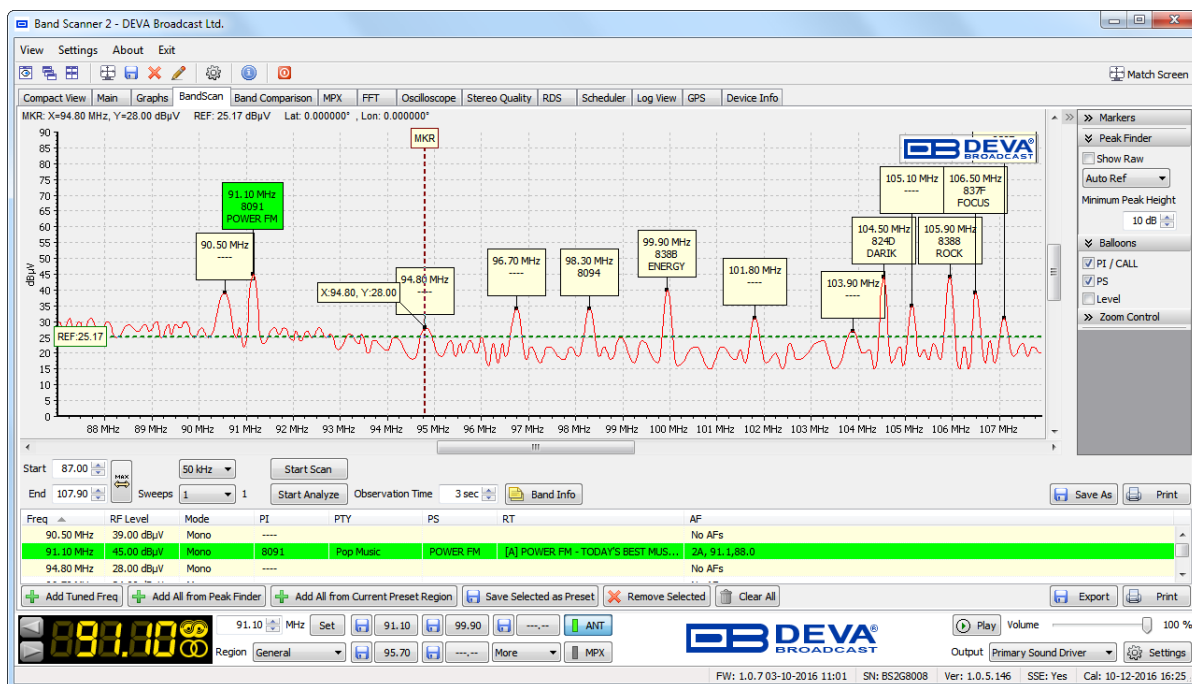 Band Scanner 2 - DEVA Broadcast Ltd.
View Settings About Exit
Match Screen
Compact View Main Graphs BandScan Band Comparison MPX FFT Oscilloscope Stereo Quality RDS Scheduler Log View GPS Device Info
MKR: X=94.80 MHz, Y=28.00 dBµV REF: 25.17 dBµV Lat: 0.000000° , Lon: 0.000000°
90
85
80
75
70
65
60
55
50
45
40
35
30
25
20
15
10
5
0
dBµV
MKR
DEVA®
BROADCAST
91.10 MHz
8091
POWER FM
90.50 MHz
----
X:94.80, Y:28.00
94.80 MHz
----
96.70 MHz
----
98.30 MHz
8094
99.90 MHz
838B
ENERGY
101.80 MHz
----
103.90 MHz
----
104.50 MHz
824D
DARIK
105.10 MHz
----
105.90 MHz
8388
ROCK
106.50 MHz
837F
FOCUS
REF:25.17
88 MHz 89 MHz 90 MHz 91 MHz 92 MHz 93 MHz 94 MHz 95 MHz 96 MHz 97 MHz 98 MHz 99 MHz 100 MHz 101 MHz 102 MHz 103 MHz 104 MHz 105 MHz 106 MHz 107 MHz
Markers
Peak Finder
Show Raw
Auto Ref
Minimum Peak Height
10 dB
Balloons
PI / CALL
PS
Level
Zoom Control
Start 87.00 MAX 50 kHz Start Scan
End 107.90 Sweeps 1 1 Start Analyze Observation Time 3 sec Band Info Save As Print
Freq RF Level Mode PI PTY PS RT AF
90.50 MHz 39.00 dBµV Mono ---- No AFs
91.10 MHz 45.00 dBµV Mono 8091 Pop Music POWER FM [A] POWER FM - TODAY'S BEST MUS... 2A, 91.1,88.0
94.80 MHz 28.00 dBµV Mono ---- No AFs
Add Tuned Freq Add All from Peak Finder Add All from Current Preset Region Save Selected as Preset Remove Selected Clear All Export Print
91.10
91.10 MHz Set 91.10 99.90 ---.-- ANT
Region General 95.70 ---.-- More MPX
DEVA®
BROADCAST
Play Volume 100 %
Output Primary Sound Driver Settings
FW: 1.0.7 03-10-2016 11:01 SN: BS2G8008 Ver: 1.0.5.146 SSE: Yes Cal: 10-12-2016 16:25